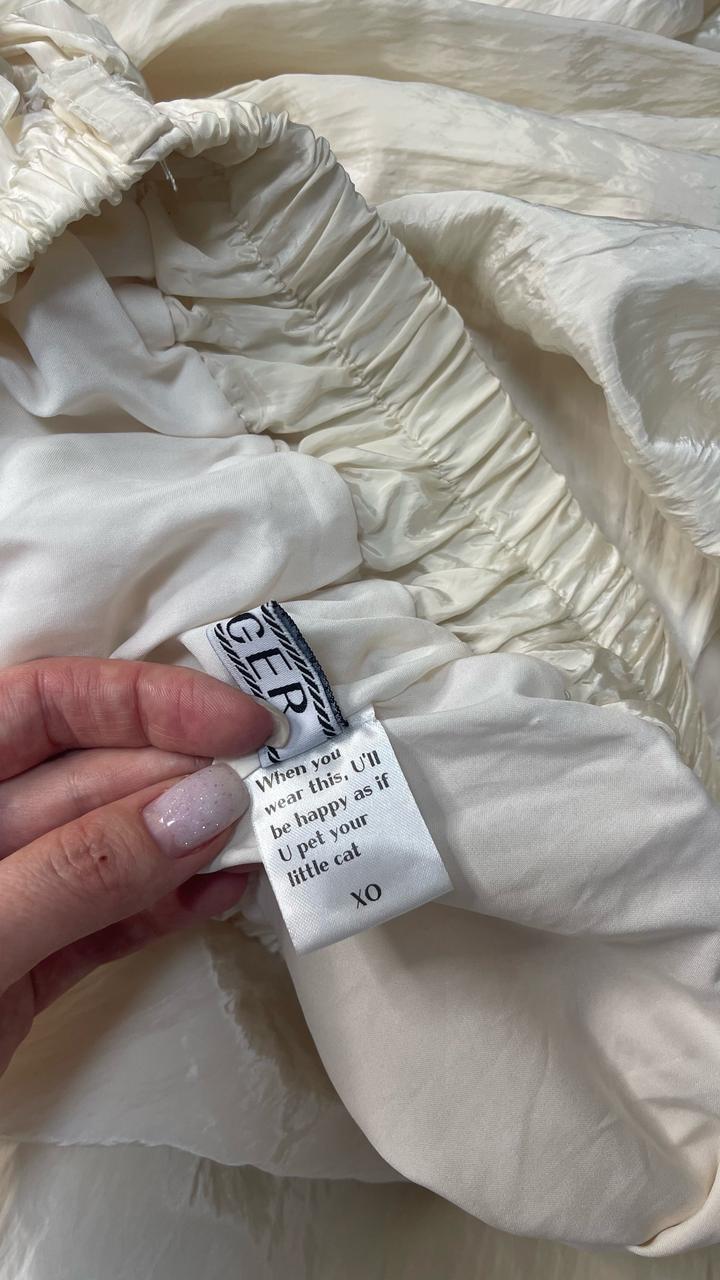 GER
When you
wear this, U'll
be happy as if
U pet your
little cat
XO